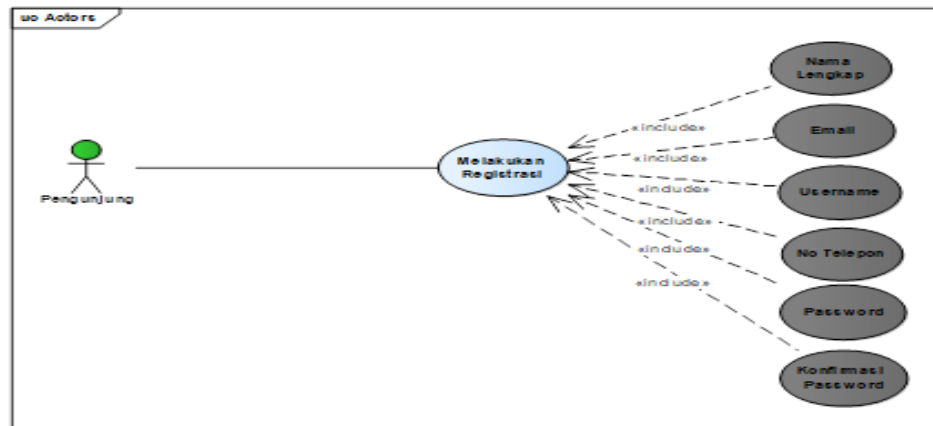 uc Actors
Nama
Lengkap
«include»
Email
«include»
Melakukan
Registrasi
«include»
Username
Pengunjung
«include»
No Telepon
«include»
«include»
Password
Konfirmasi
Password